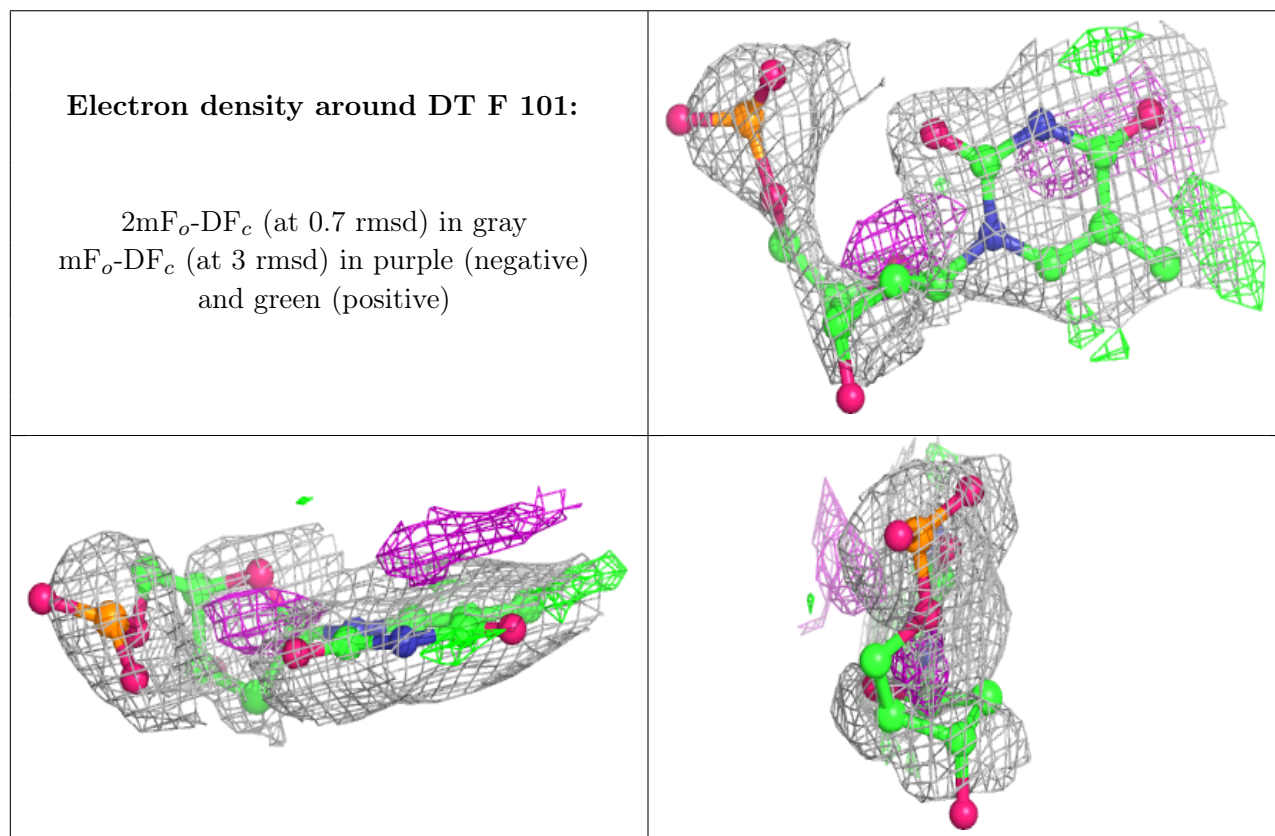 Electron density around DT F 101:
2mFo-DFc (at 0.7 rmsd) in gray
mFo-DFc (at 3 rmsd) in purple (negative)
and green (positive)